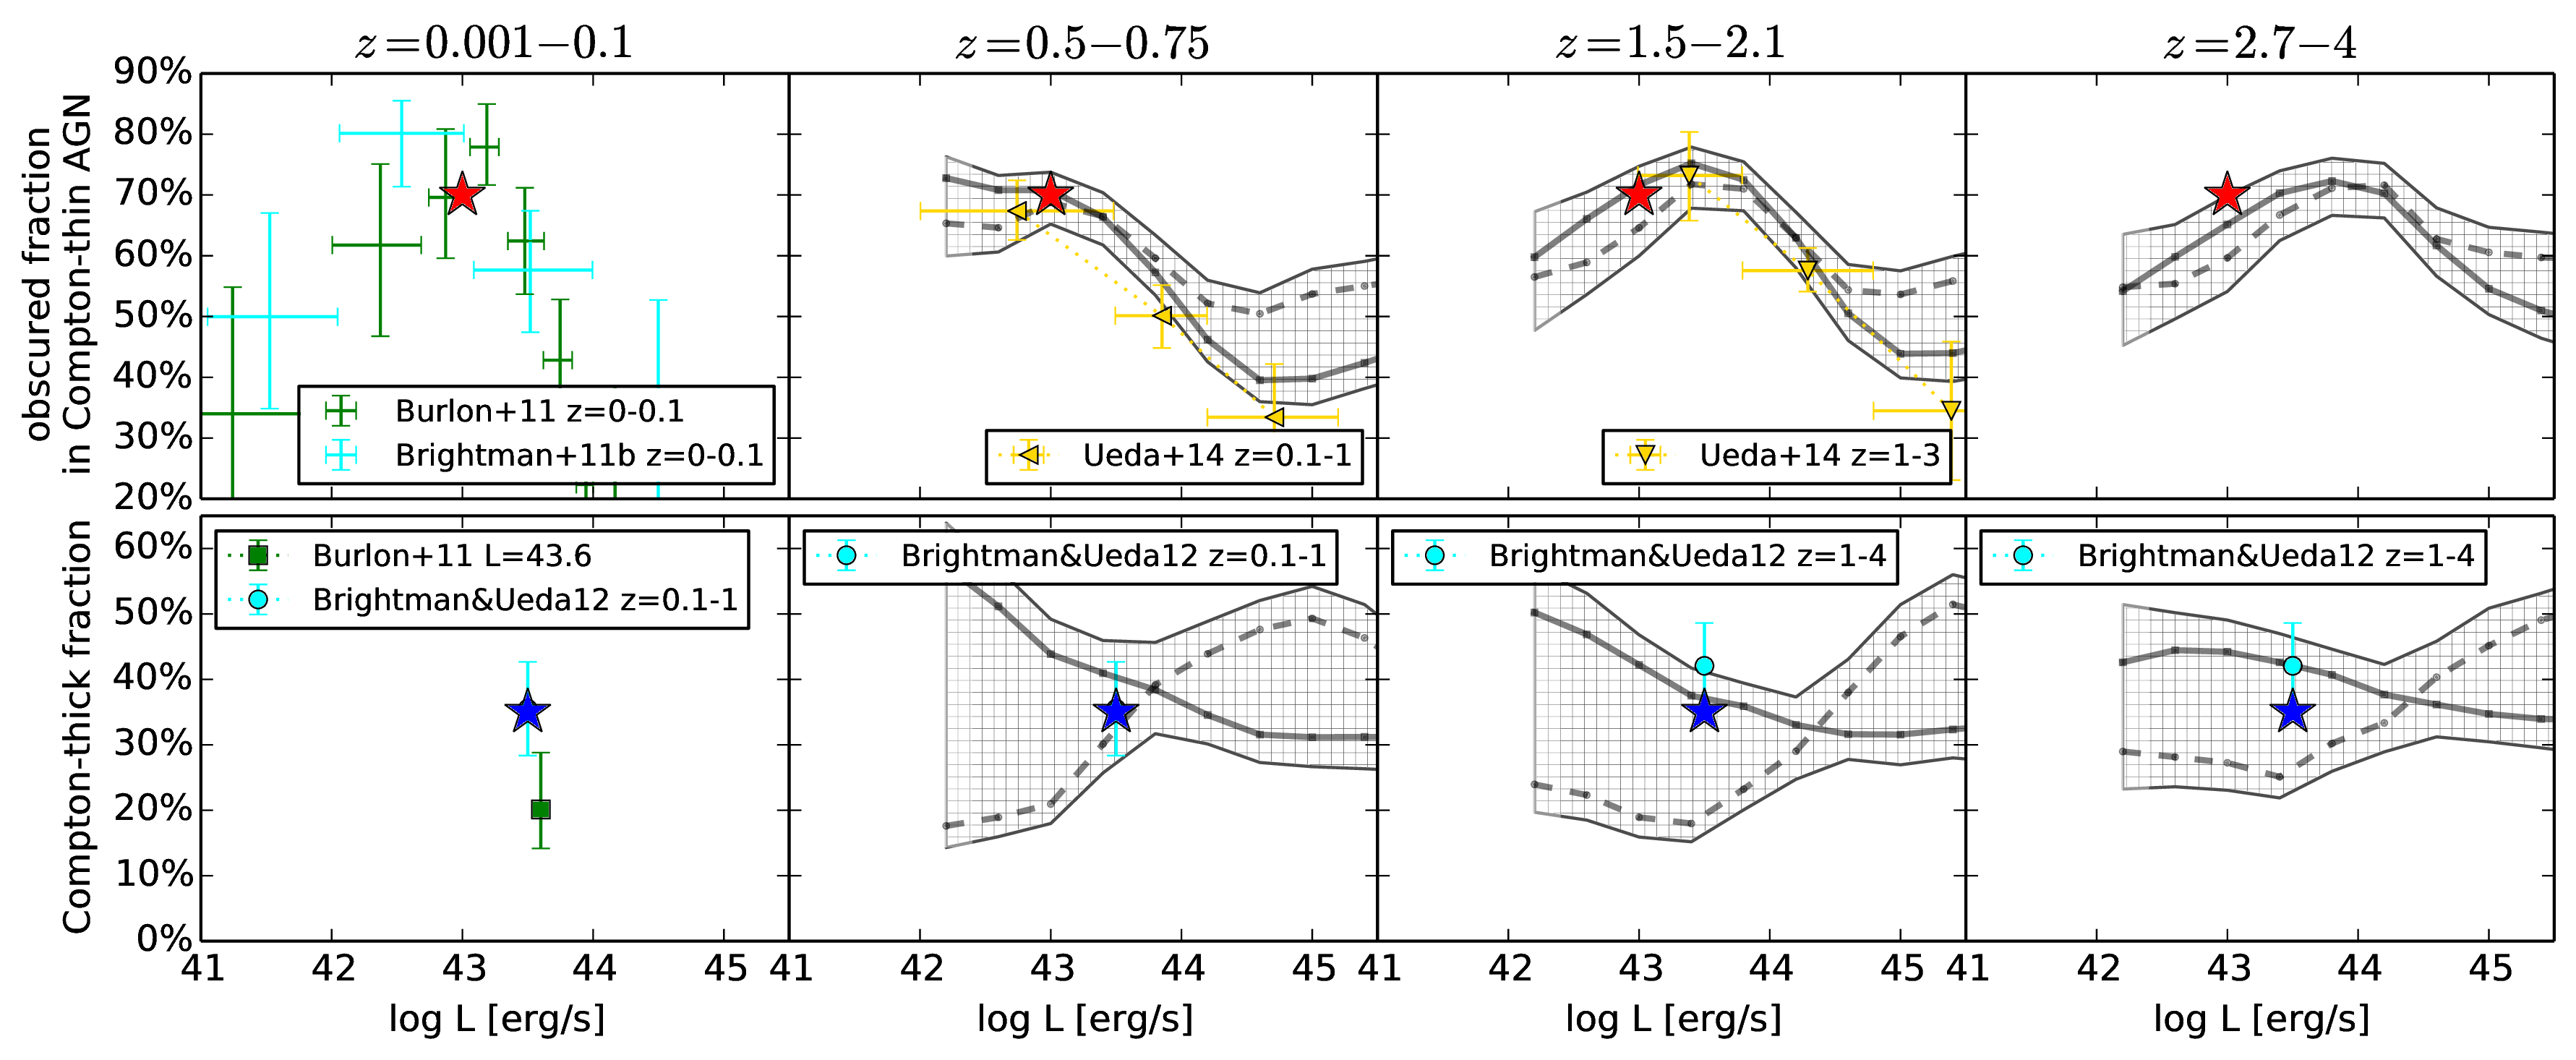 z=0.001−0.1
z=0.5−0.75
z=1.5−2.1
z=2.7−4
obscured fraction
in Compton-thin AGN
90%
80%
70%
60%
50%
40%
30%
20%
Burlon+11 z=0-0.1
Brightman+11b z=0-0.1
Ueda+14 z=0.1-1
Ueda+14 z=1-3
Compton-thick fraction
60%
50%
40%
30%
20%
10%
0%
Burlon+11 L=43.6
Brightman&Ueda12 z=0.1-1
Brightman&Ueda12 z=0.1-1
Brightman&Ueda12 z=1-4
Brightman&Ueda12 z=1-4
41 42 43 44 45 41 42 43 44 45 41 42 43 44 45 41 42 43 44 45
log L [erg/s]
log L [erg/s]
log L [erg/s]
log L [erg/s]